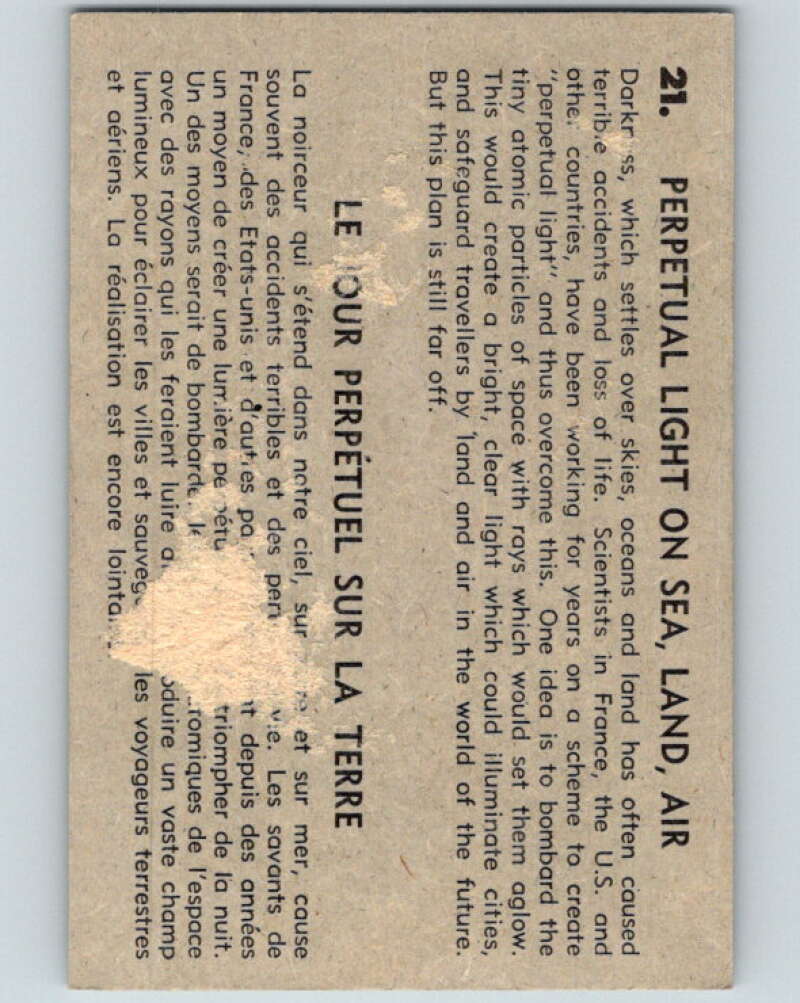 21. PERPETUAL LIGHT ON SEA, LAND, AIR
which settles over skies, oceans and land has often caused
terrible accidents and loss of life. Scientists in France, the U.S. and
other countries, have been working for years on a scheme to create
"perpetual light" and thus overcome this. One idea is to bombard the
tiny atomic particles of space with rays which would set them aglow.
This would create a bright, clear light which could illuminate cities,
and safeguard travellers by land and air in the world of the future.
But this plan is still far off.
LE JOUR PERPÉTUEL SUR LA TERRE
La noirceur qui s'étend dans notre ciel, sur et sur mer, cause
souvent des accidents terribles et des vie. Les savants de
France, des Etats-unis et d'autres depuis des années
un moyen de créer une lumière triompher de la nuit.
Un des moyens serait de bombarder de l'espace
avec des rayons qui les feraient luire un vaste champ
lumineux pour éclairer les villes et les voyageurs terrestres
et aériens. La réalisation est encore